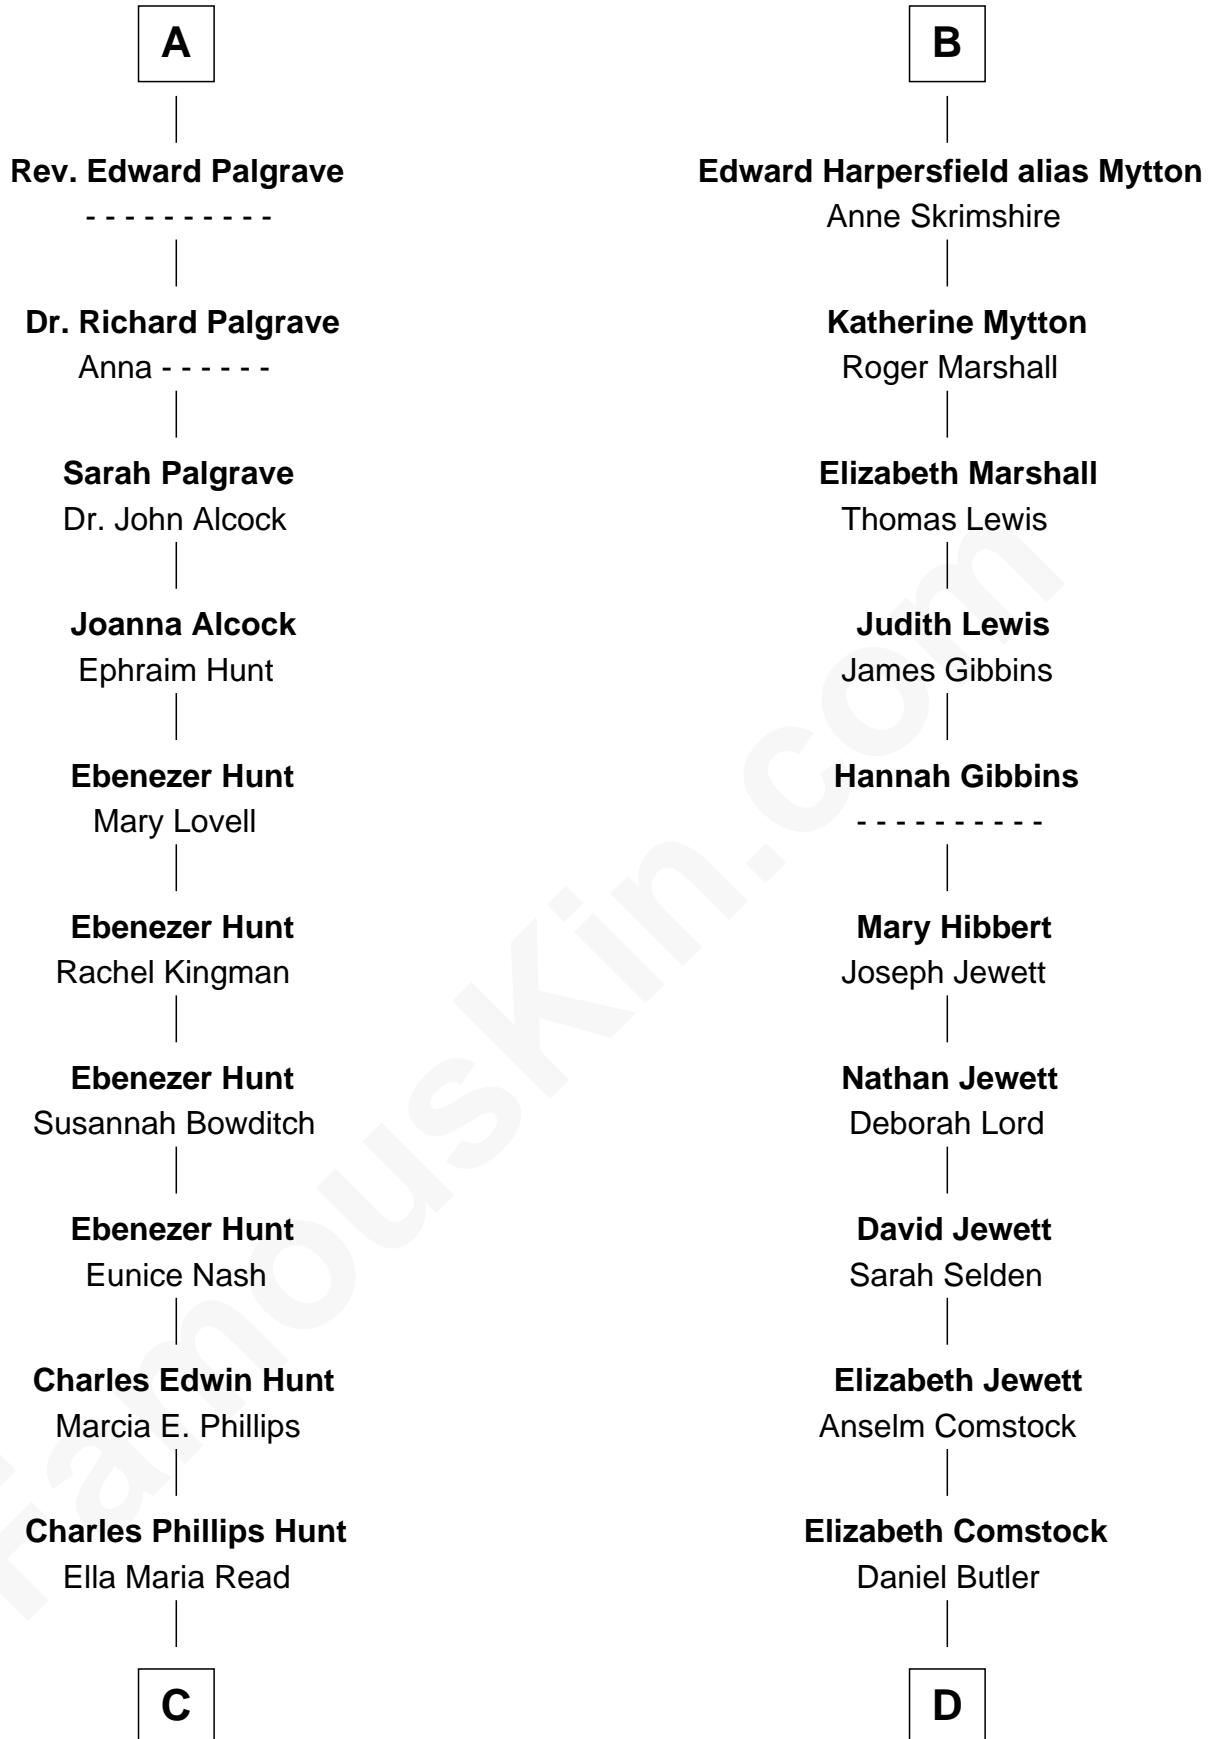 A
Rev. Edward Palgrave
- - - - - - - - - -
Dr. Richard Palgrave
Anna - - - - - -
Sarah Palgrave
Dr. John Alcock
Joanna Alcock
Ephraim Hunt
Ebenezer Hunt
Mary Lovell
Ebenezer Hunt
Rachel Kingman
Ebenezer Hunt
Susannah Bowditch
Ebenezer Hunt
Eunice Nash
Charles Edwin Hunt
Marcia E. Phillips
Charles Phillips Hunt
Ella Maria Read
C
B
Edward Harpersfield alias Mytton
Anne Skrimshire
Katherine Mytton
Roger Marshall
Elizabeth Marshall
Thomas Lewis
Judith Lewis
James Gibbins
Hannah Gibbins
- - - - - - - - - -
Mary Hibbert
Joseph Jewett
Nathan Jewett
Deborah Lord
David Jewett
Sarah Selden
Elizabeth Jewett
Anselm Comstock
Elizabeth Comstock
Daniel Butler
D
FamousKin.com